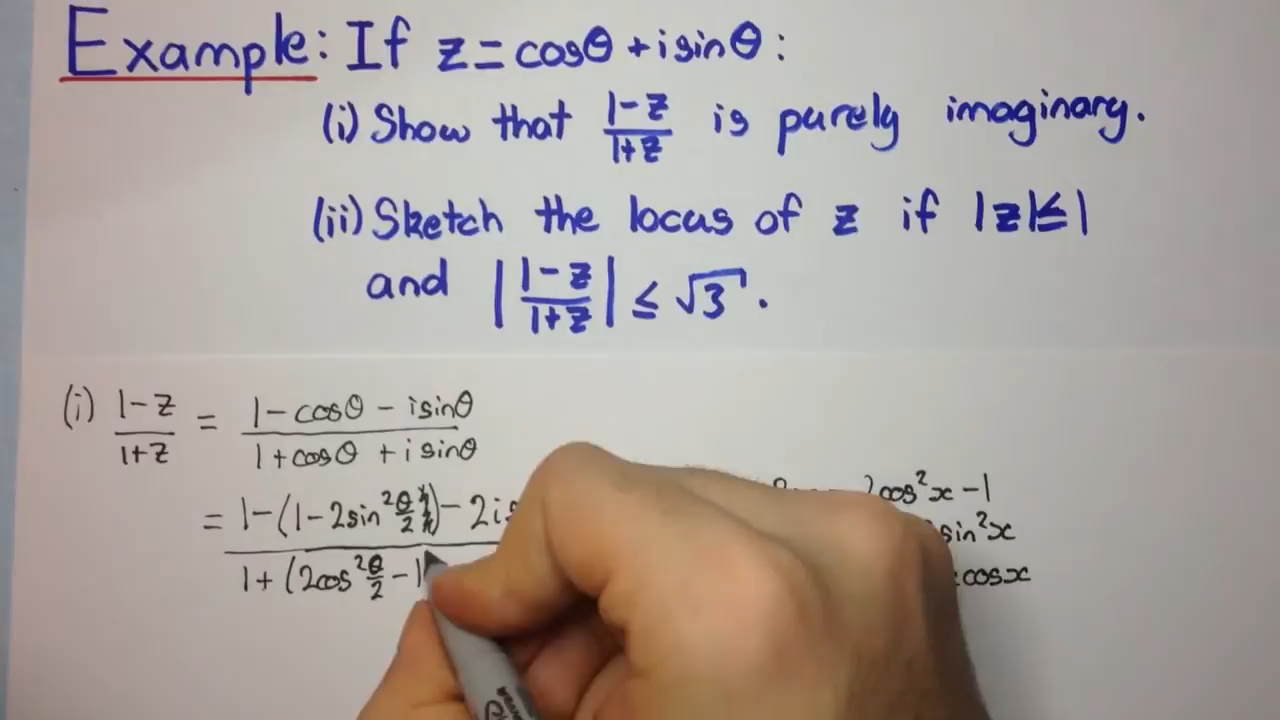 Example: If z = cosθ + isinθ:
(i) Show that (1-z)/(1+z) is purely imaginary.
(ii) Sketch the locus of z if |z| ≤ 1
and |(1-z)/(1+z)| ≤ √3.
(i) (1-z)/(1+z) = (1-cosθ - isinθ)/(1+cosθ + isinθ)
2cos²x - 1
= 1-(1-2sin²θ/2) - 2i
sin²x
1+(2cos²θ/2 - 1
cosx